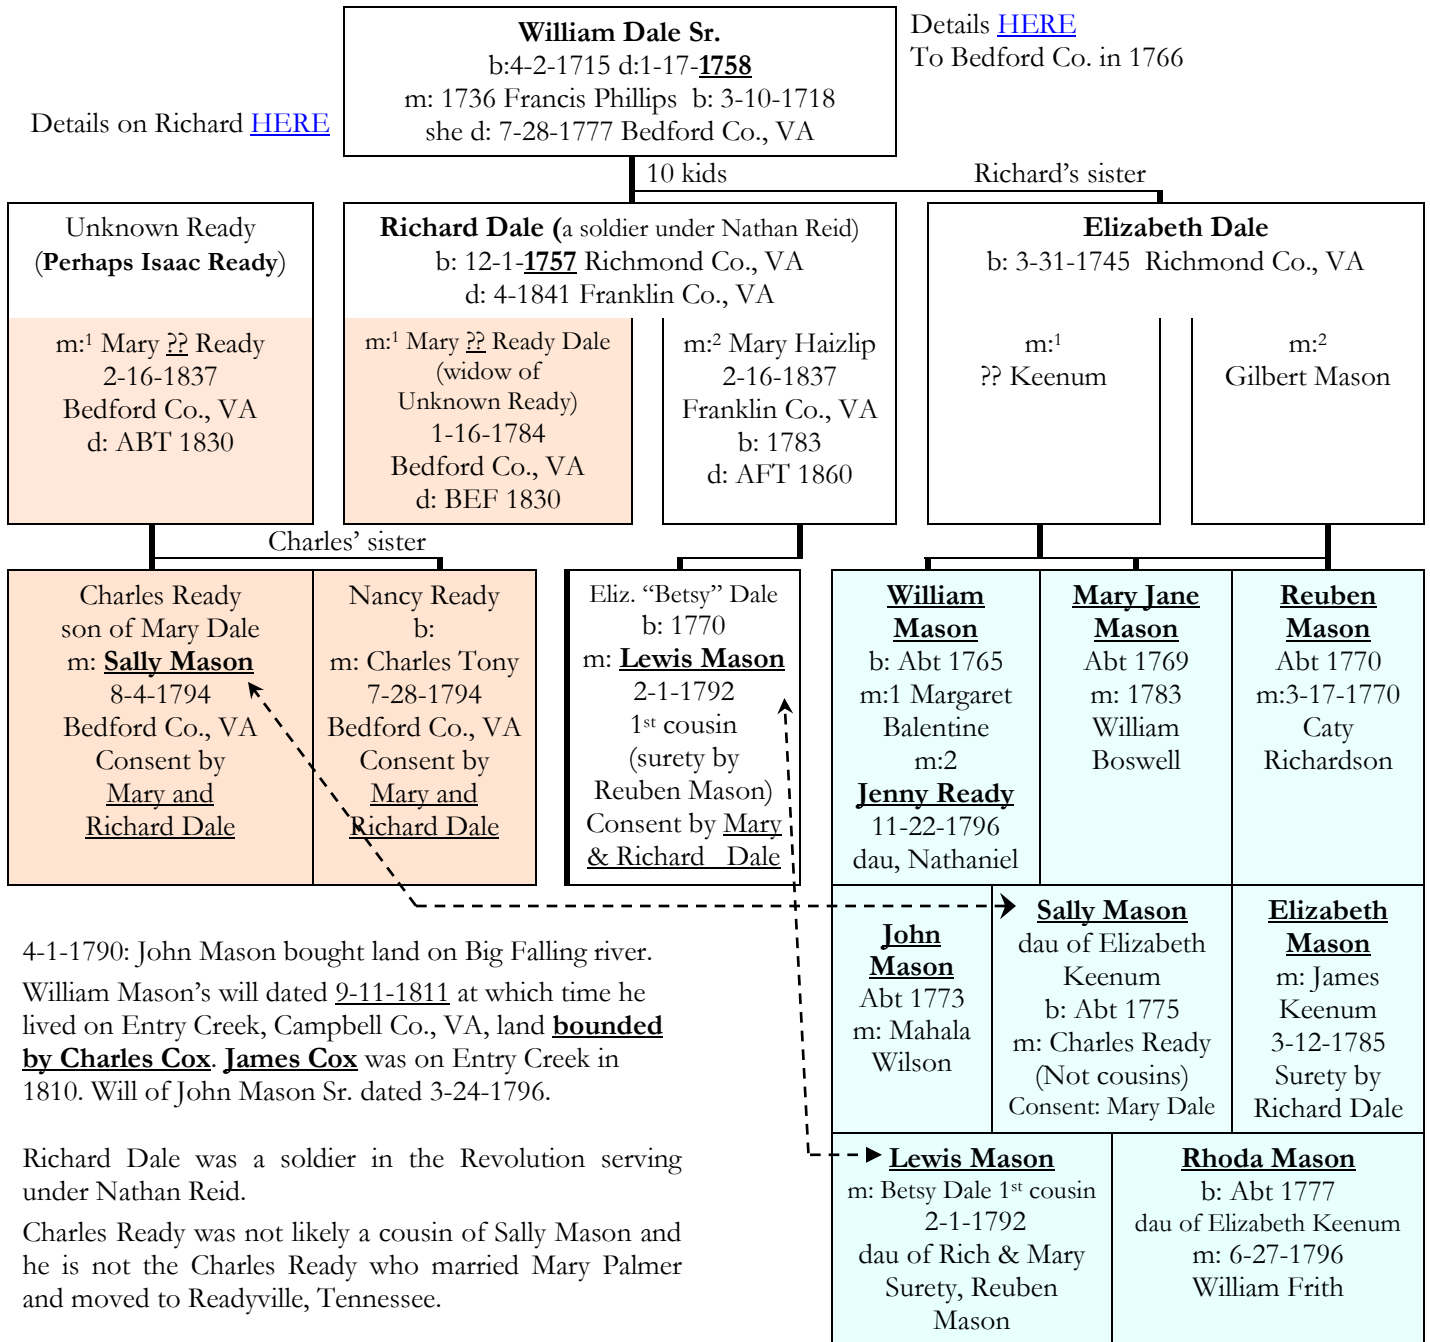 William Dale Sr.
b:4-2-1715 d:1-17-1758
m: 1736 Francis Phillips b: 3-10-1718
she d: 7-28-1777 Bedford Co., VA
Details HERE
To Bedford Co. in 1766
Details on Richard HERE
10 kids
Richard's sister
Unknown Ready
(Perhaps Isaac Ready)
m:1 Mary ?? Ready
2-16-1837
Bedford Co., VA
d: ABT 1830
Richard Dale (a soldier under Nathan Reid)
b: 12-1-1757 Richmond Co., VA
d: 4-1841 Franklin Co., VA
m:1 Mary ?? Ready Dale
(widow of
Unknown Ready)
1-16-1784
Bedford Co., VA
d: BEF 1830
m:2 Mary Haizlip
2-16-1837
Franklin Co., VA
b: 1783
d: AFT 1860
Elizabeth Dale
b: 3-31-1745 Richmond Co., VA
m:1
?? Keenum
m:2
Gilbert Mason
Charles' sister
Charles Ready
son of Mary Dale
m: Sally Mason
8-4-1794
Bedford Co., VA
Consent by
Mary and
Richard Dale
Nancy Ready
b:
m: Charles Tony
7-28-1794
Bedford Co., VA
Consent by
Mary and
Richard Dale
Eliz. "Betsy" Dale
b: 1770
m: Lewis Mason
2-1-1792
1st cousin
(surety by
Reuben Mason)
Consent by Mary
& Richard Dale
William
Mason
b: Abt 1765
m:1 Margaret
Balentine
m:2
Jenny Ready
11-22-1796
dau, Nathaniel
Mary Jane
Mason
Abt 1769
m: 1783
William
Boswell
Reuben
Mason
Abt 1770
m:3-17-1770
Caty
Richardson
John
Mason
Abt 1773
m: Mahala
Wilson
Sally Mason
dau of Elizabeth
Keenum
b: Abt 1775
m: Charles Ready
(Not cousins)
Consent: Mary Dale
Elizabeth
Mason
m: James
Keenum
3-12-1785
Surety by
Richard Dale
Lewis Mason
m: Betsy Dale 1st cousin
2-1-1792
dau of Rich & Mary
Surety, Reuben
Mason
Rhoda Mason
b: Abt 1777
dau of Elizabeth Keenum
m: 6-27-1796
William Frith
4-1-1790: John Mason bought land on Big Falling river.
William Mason's will dated 9-11-1811 at which time he
lived on Entry Creek, Campbell Co., VA, land bounded
by Charles Cox. James Cox was on Entry Creek in
1810. Will of John Mason Sr. dated 3-24-1796.
Richard Dale was a soldier in the Revolution serving
under Nathan Reid.
Charles Ready was not likely a cousin of Sally Mason and
he is not the Charles Ready who married Mary Palmer
and moved to Readyville, Tennessee.